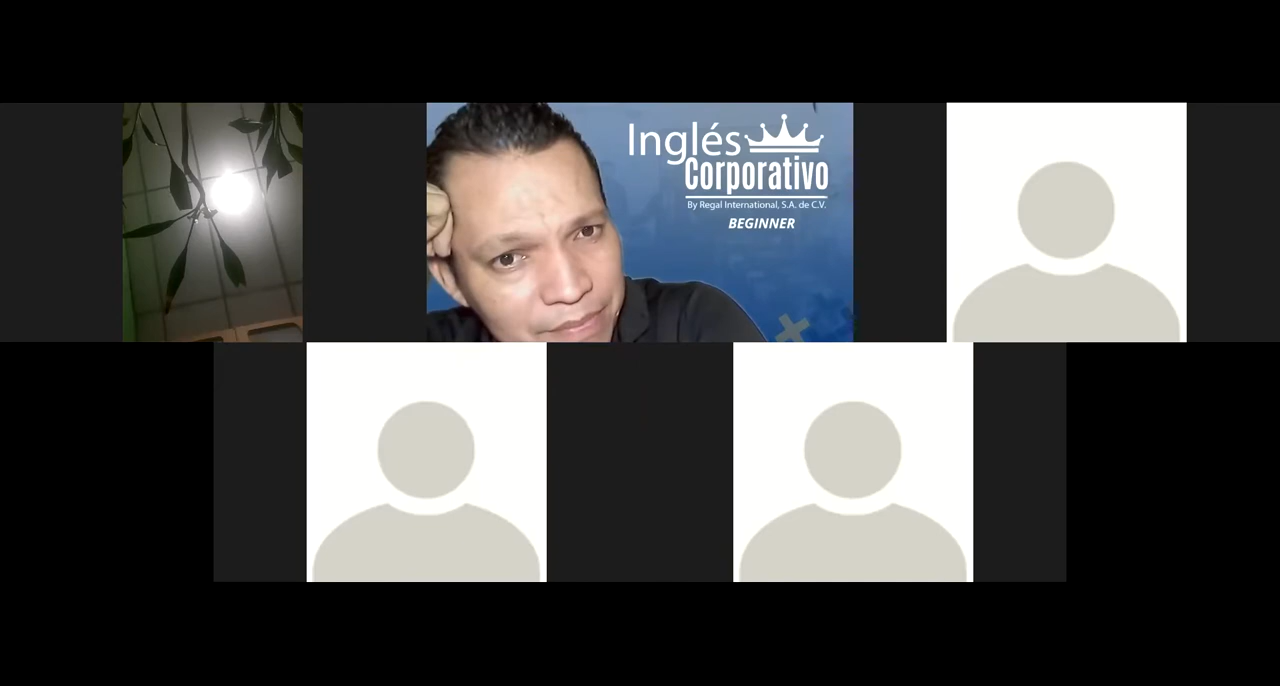 Inglés
Corporativo
By Regal International, S.A. de C.V.
BEGINNER